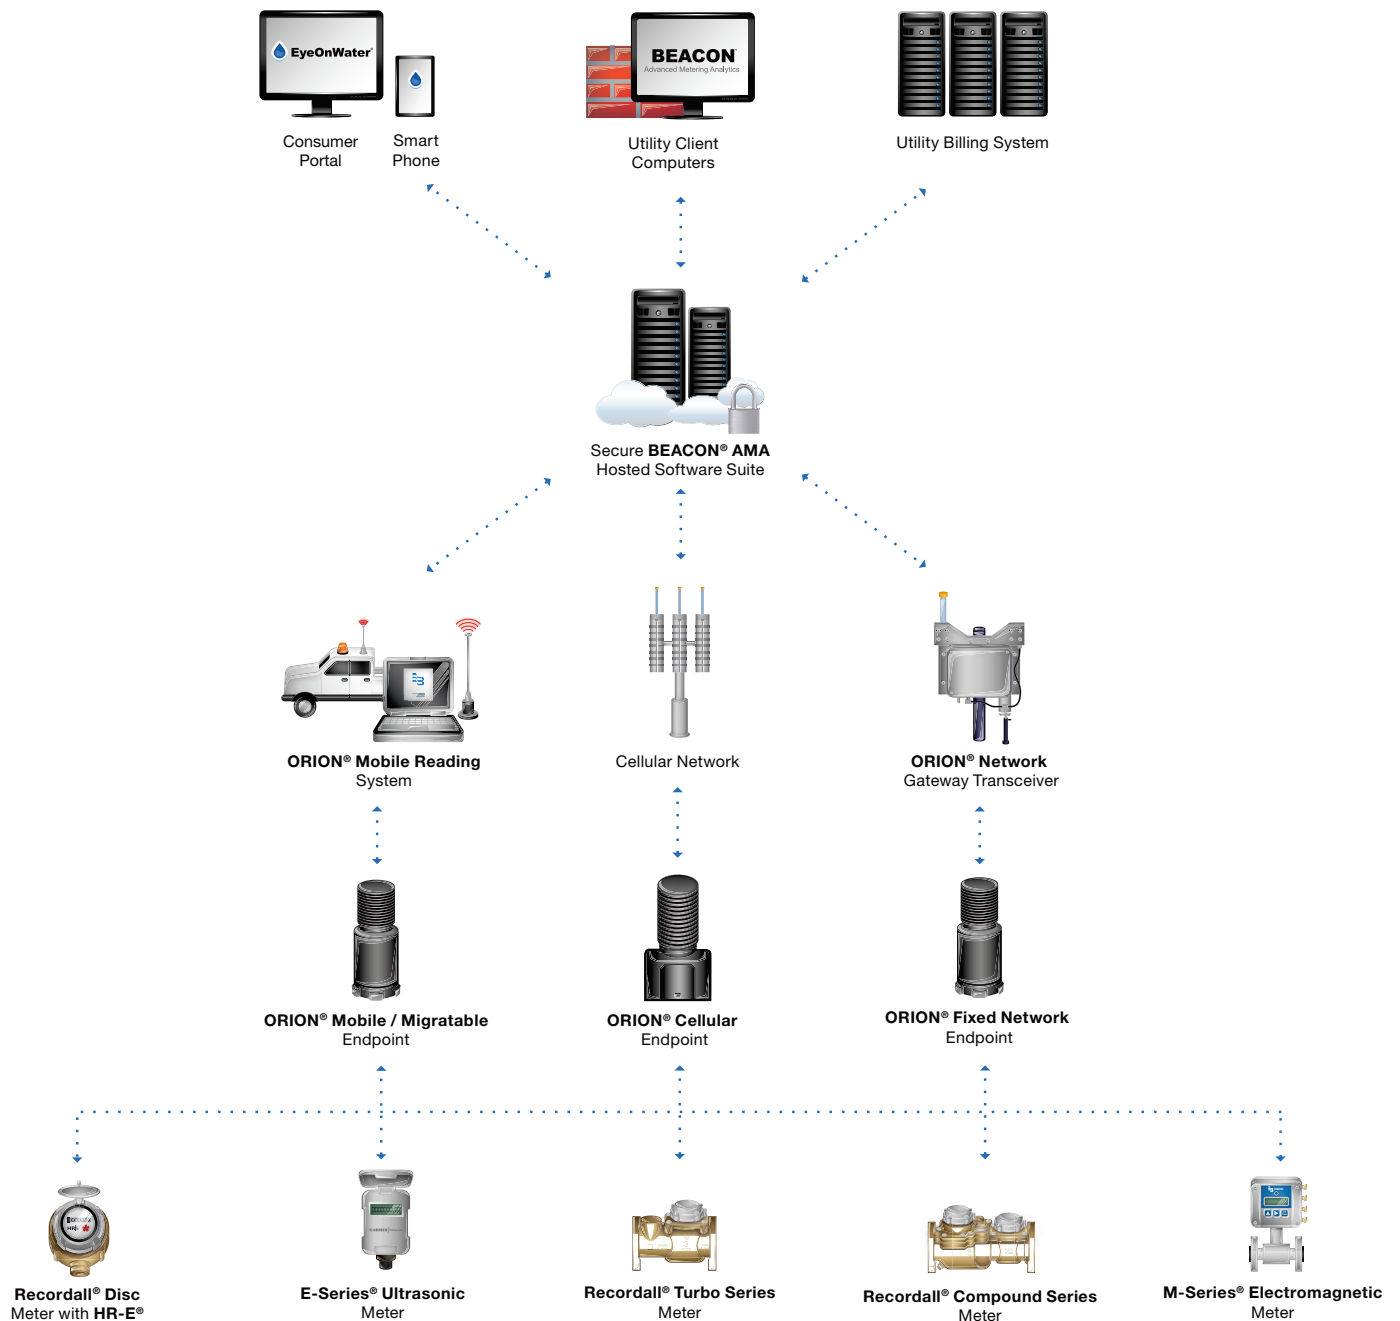 EyeOnWater®
BEACON
Advanced Metering Analytics
Consumer
Portal
Smart
Phone
Utility Client
Computers
Utility Billing System
Secure BEACON® AMA
Hosted Software Suite
ORION® Mobile Reading
System
Cellular Network
ORION® Network
Gateway Transceiver
ORION® Mobile / Migratable
Endpoint
ORION® Cellular
Endpoint
ORION® Fixed Network
Endpoint
Recordall® Disc
Meter with HR-E®
E-Series® Ultrasonic
Meter
Recordall® Turbo Series
Meter
Recordall® Compound Series
Meter
M-Series® Electromagnetic
Meter